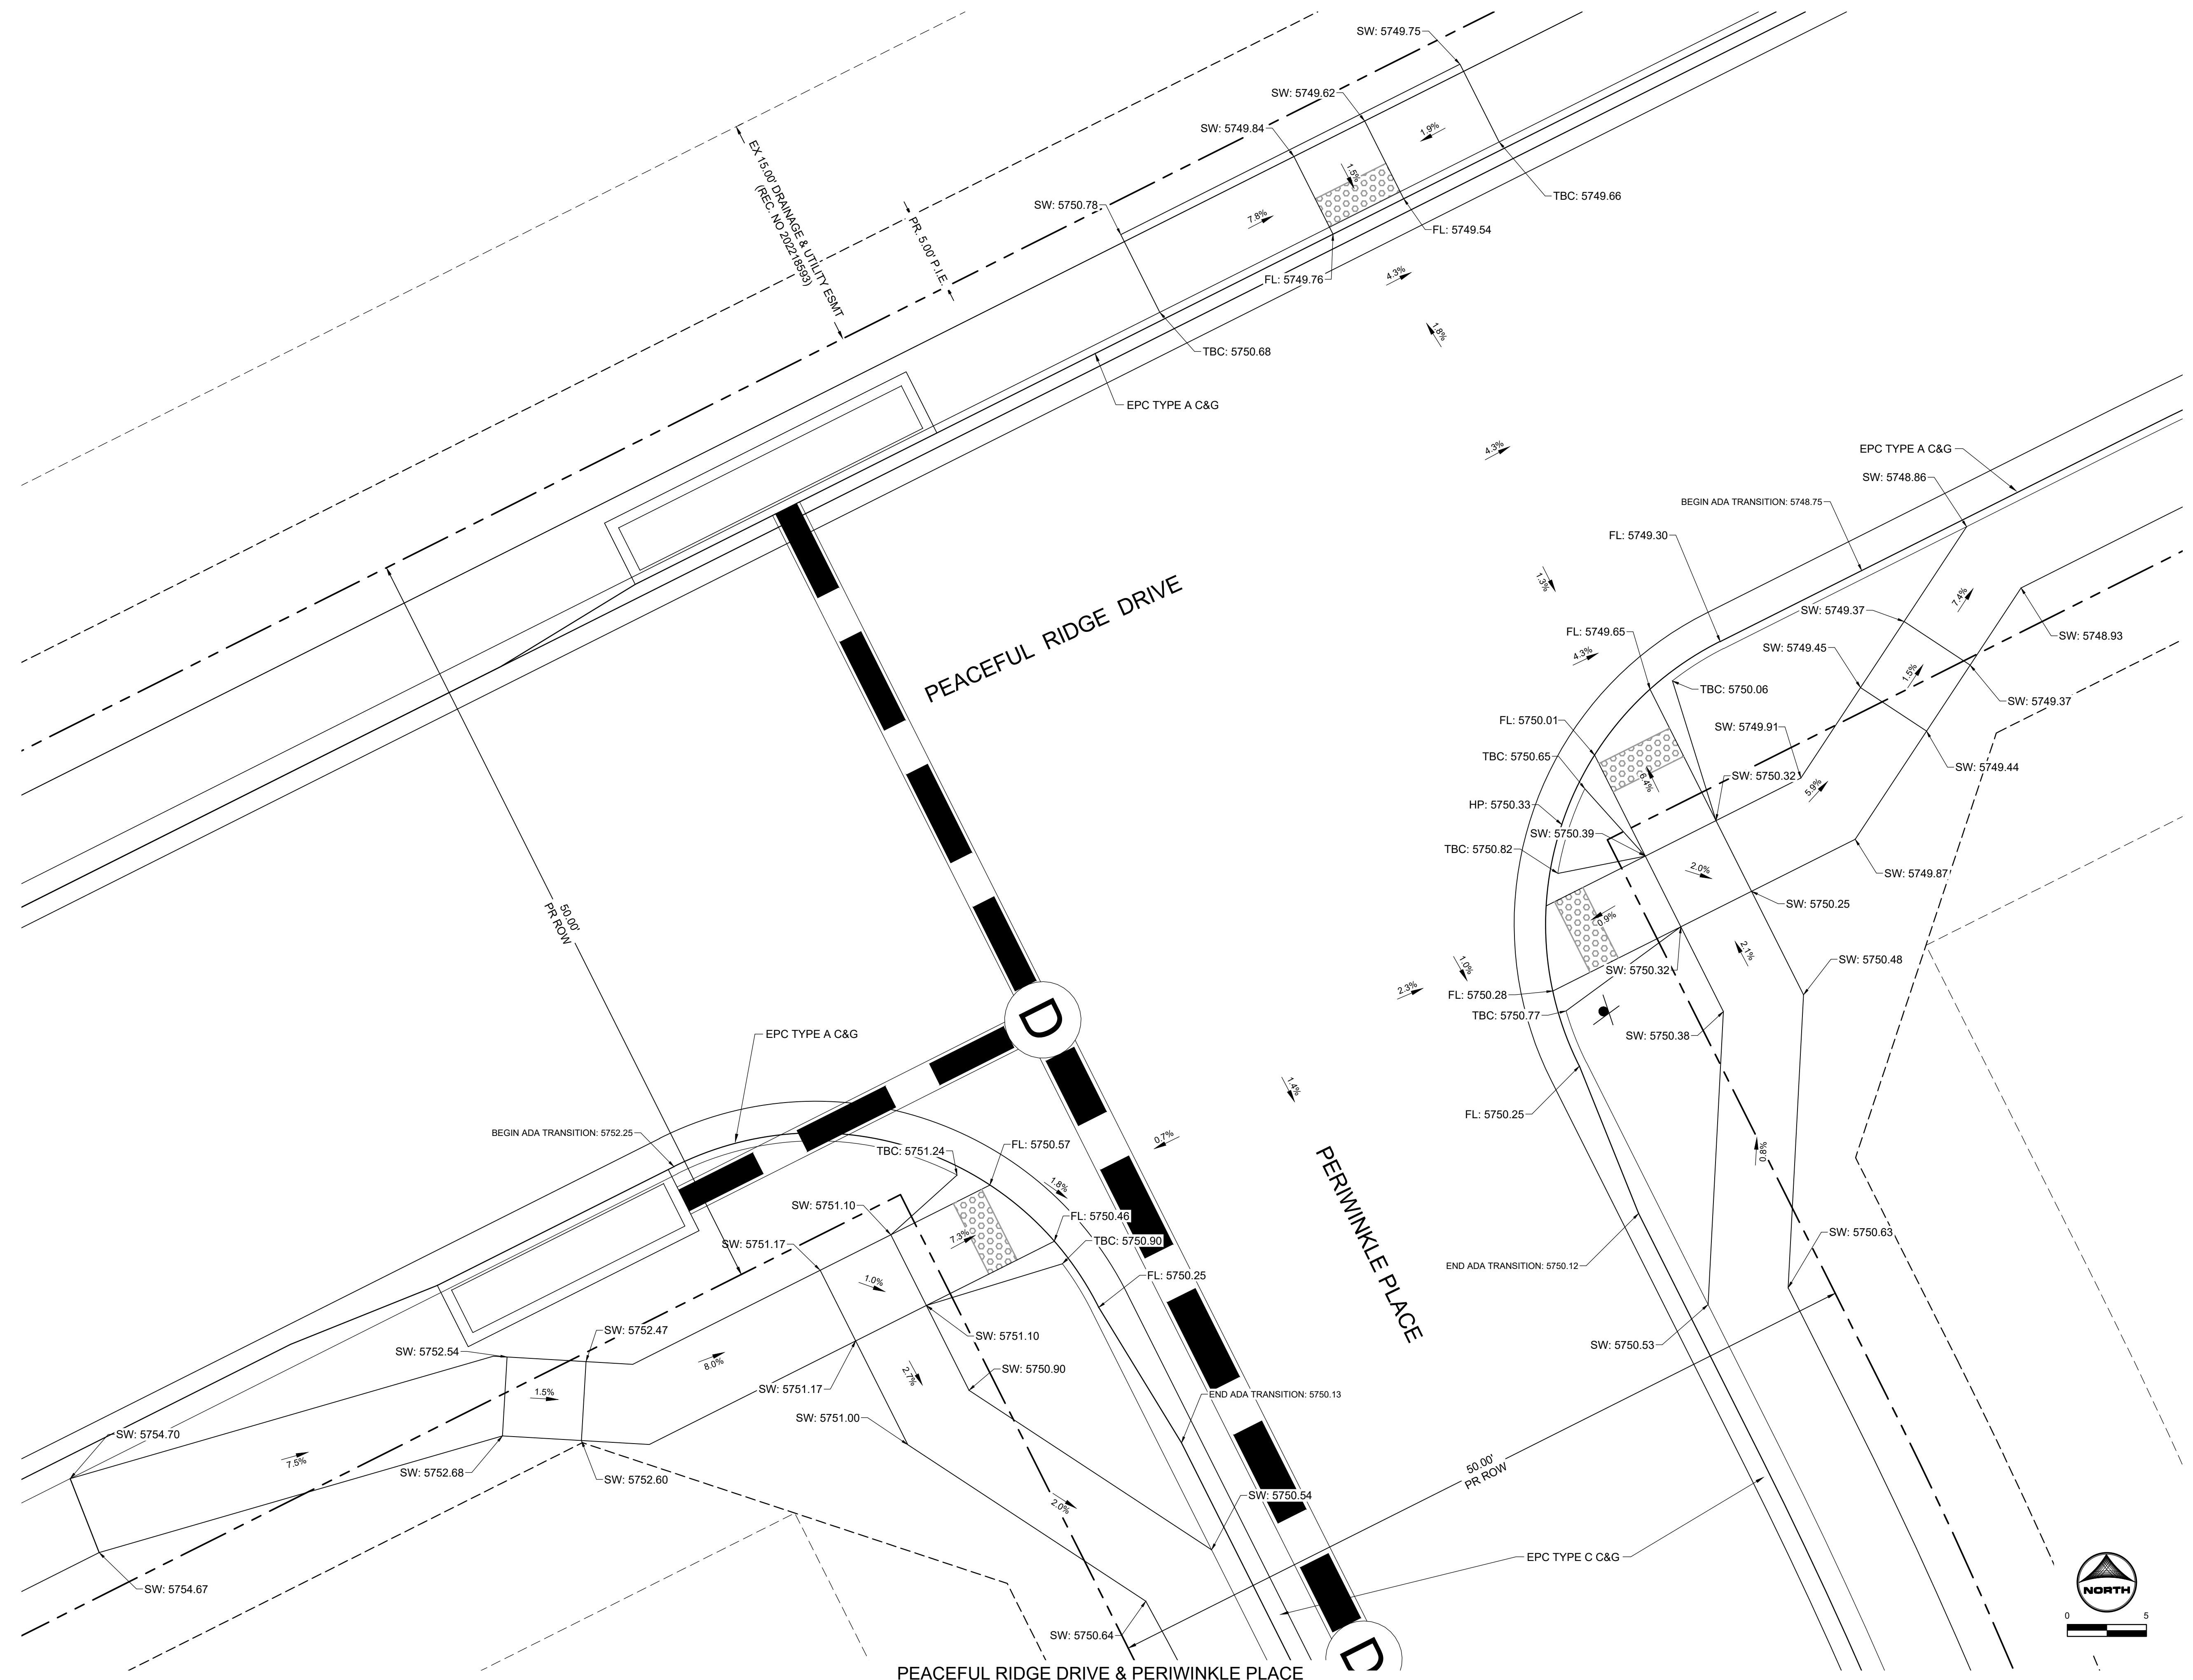 SW: 5749.75
SW: 5749.62
SW: 5749.84
1.9%
1.5%
EX 15.00' DRAINAGE & UTILITY ESMT
(REC. NO 202218593)
PR. 5.00' P.I.E.
TBC: 5749.66
SW: 5750.78
7.8%
FL: 5749.54
FL: 5749.76
4.3%
1.8%
TBC: 5750.68
EPC TYPE A C&G
4.3%
EPC TYPE A C&G
SW: 5748.86
BEGIN ADA TRANSITION: 5748.75
FL: 5749.30
1.3%
PEACEFUL RIDGE DRIVE
7.4%
SW: 5749.37
FL: 5749.65
SW: 5748.93
SW: 5749.45
4.3%
1.5%
TBC: 5750.06
SW: 5749.37
FL: 5750.01
SW: 5749.91
TBC: 5750.65
SW: 5749.44
SW: 5750.32
6.4%
5.9%
HP: 5750.33
SW: 5750.39
TBC: 5750.82
2.0%
SW: 5749.87
SW: 5750.25
50.00'
PR ROW
0.9%
2.1%
SW: 5750.48
1.0%
SW: 5750.32
2.3%
FL: 5750.28
TBC: 5750.77
D
EPC TYPE A C&G
SW: 5750.38
1.4%
FL: 5750.25
BEGIN ADA TRANSITION: 5752.25
0.7%
FL: 5750.57
TBC: 5751.24
0.8%
1.8%
PERIWINKLE PLACE
SW: 5751.10
FL: 5750.46
7.3%
TBC: 5750.90
SW: 5751.17
SW: 5750.63
END ADA TRANSITION: 5750.12
FL: 5750.25
1.0%
SW: 5752.47
SW: 5751.10
SW: 5750.53
SW: 5752.54
8.0%
SW: 5750.90
2.7%
SW: 5751.17
1.5%
END ADA TRANSITION: 5750.13
SW: 5751.00
SW: 5754.70
7.5%
SW: 5752.68
SW: 5752.60
50.00'
PR ROW
SW: 5750.54
2.0%
EPC TYPE C C&G
SW: 5754.67
NORTH
0 5
SW: 5750.64
D
PEACEFUL RIDGE DRIVE & PERIWINKLE PLACE